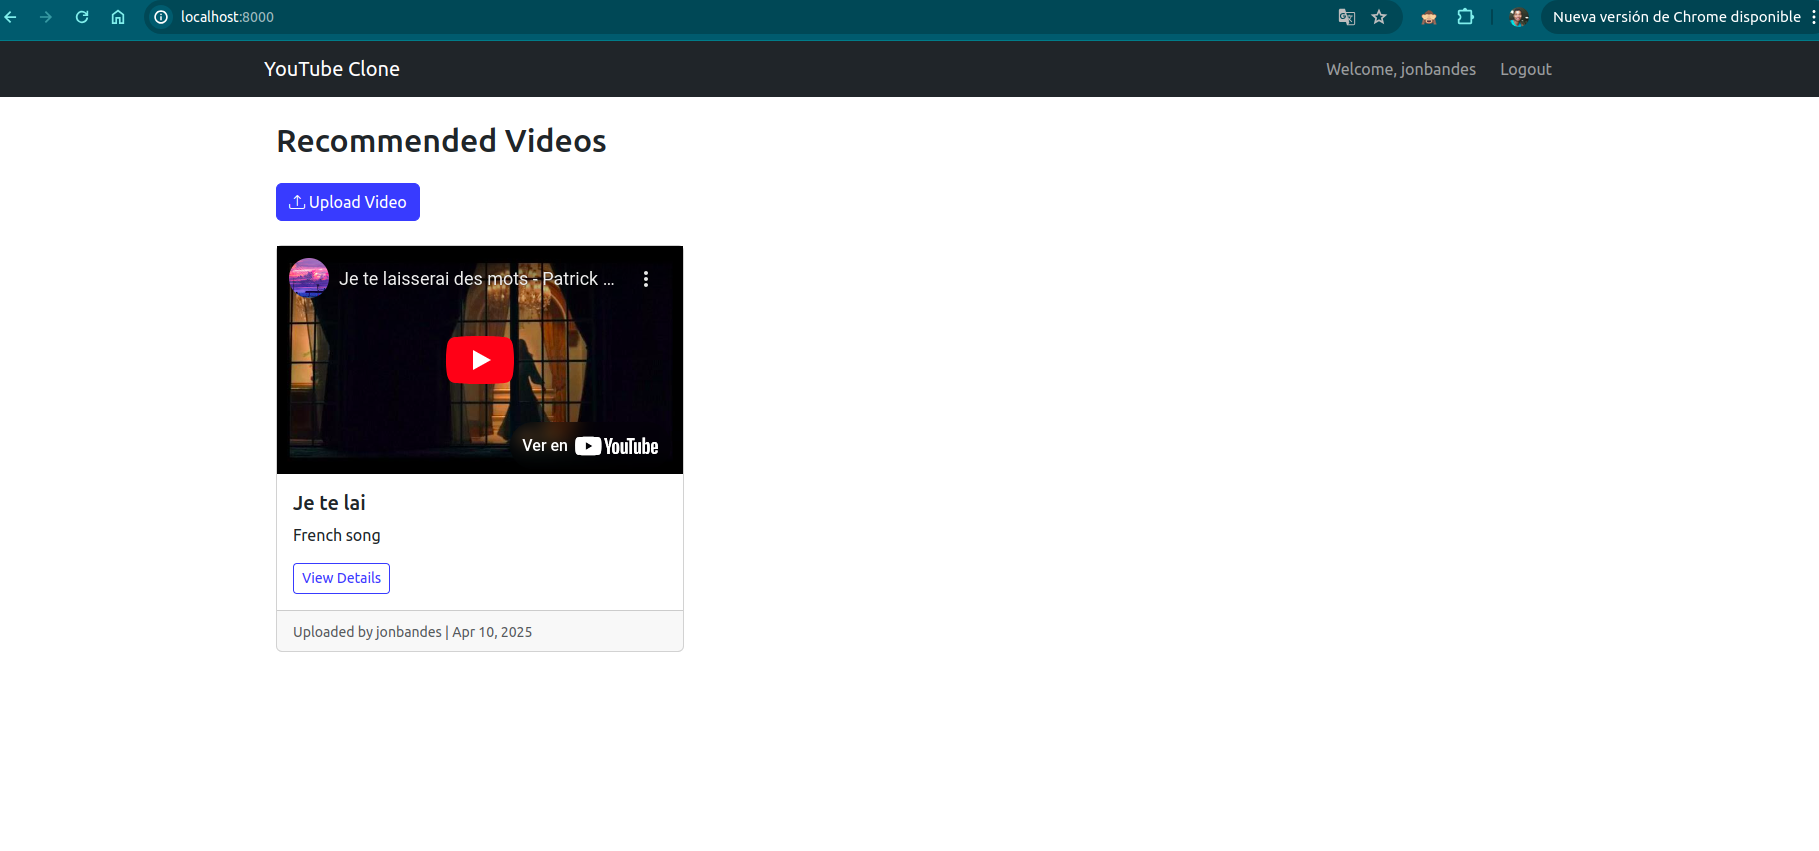 localhost:8000
Nueva versión de Chrome disponible
YouTube Clone
Welcome, jonbandes
Logout
Recommended Videos
Upload Video
Je te laisserai des mots - Patrick ...
Ver en YouTube
Je te lai
French song
View Details
Uploaded by jonbandes | Apr 10, 2025